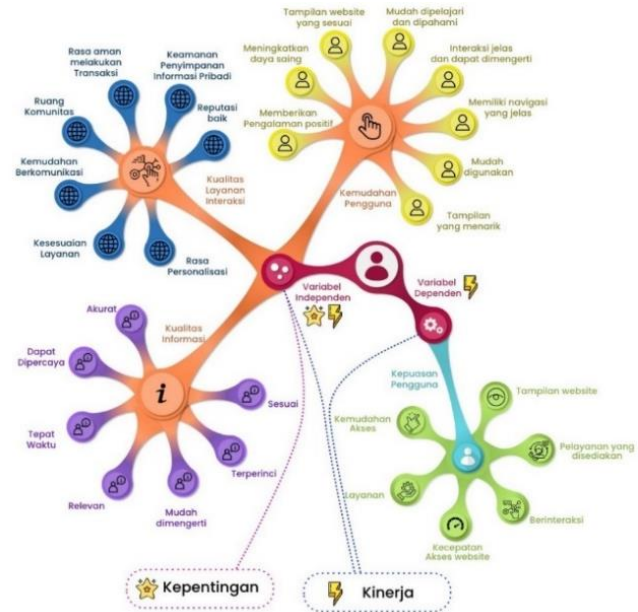 Rasa aman
melakukan
Transaksi
Keamanan
Penyimpanan
Informasi Pribadi
Ruang
Komunitas
Reputasi
baik
Kemudahan
Berkomunikasi
Kualitas
Layanan
Interaksi
Kesesuaian
Layanan
Rasa
Personalisasi
Tampilan website
yang sesuai
Mudah dipelajari
dan dipahami
Meningkatkan
daya saing
Interaksi jelas
dan dapat dimengerti
Memberikan
Pengalaman positif
Memiliki navigasi
yang jelas
Mudah
digunakan
Kemudahan
Pengguna
Tampilan
yang menarik
Variabel
Independen
Variabel
Dependen
Akurat
Kualitas
Informasi
Dapat
Dipercaya
i
Sesuai
Tepat
Waktu
Terperinci
Relevan
Mudah
dimengerti
Kepuasan
Pengguna
Tampilan website
Kemudahan
Akses
Pelayanan yang
disediakan
Layanan
Berinteraksi
Kecepatan
Akses website
Kepentingan
Kinerja